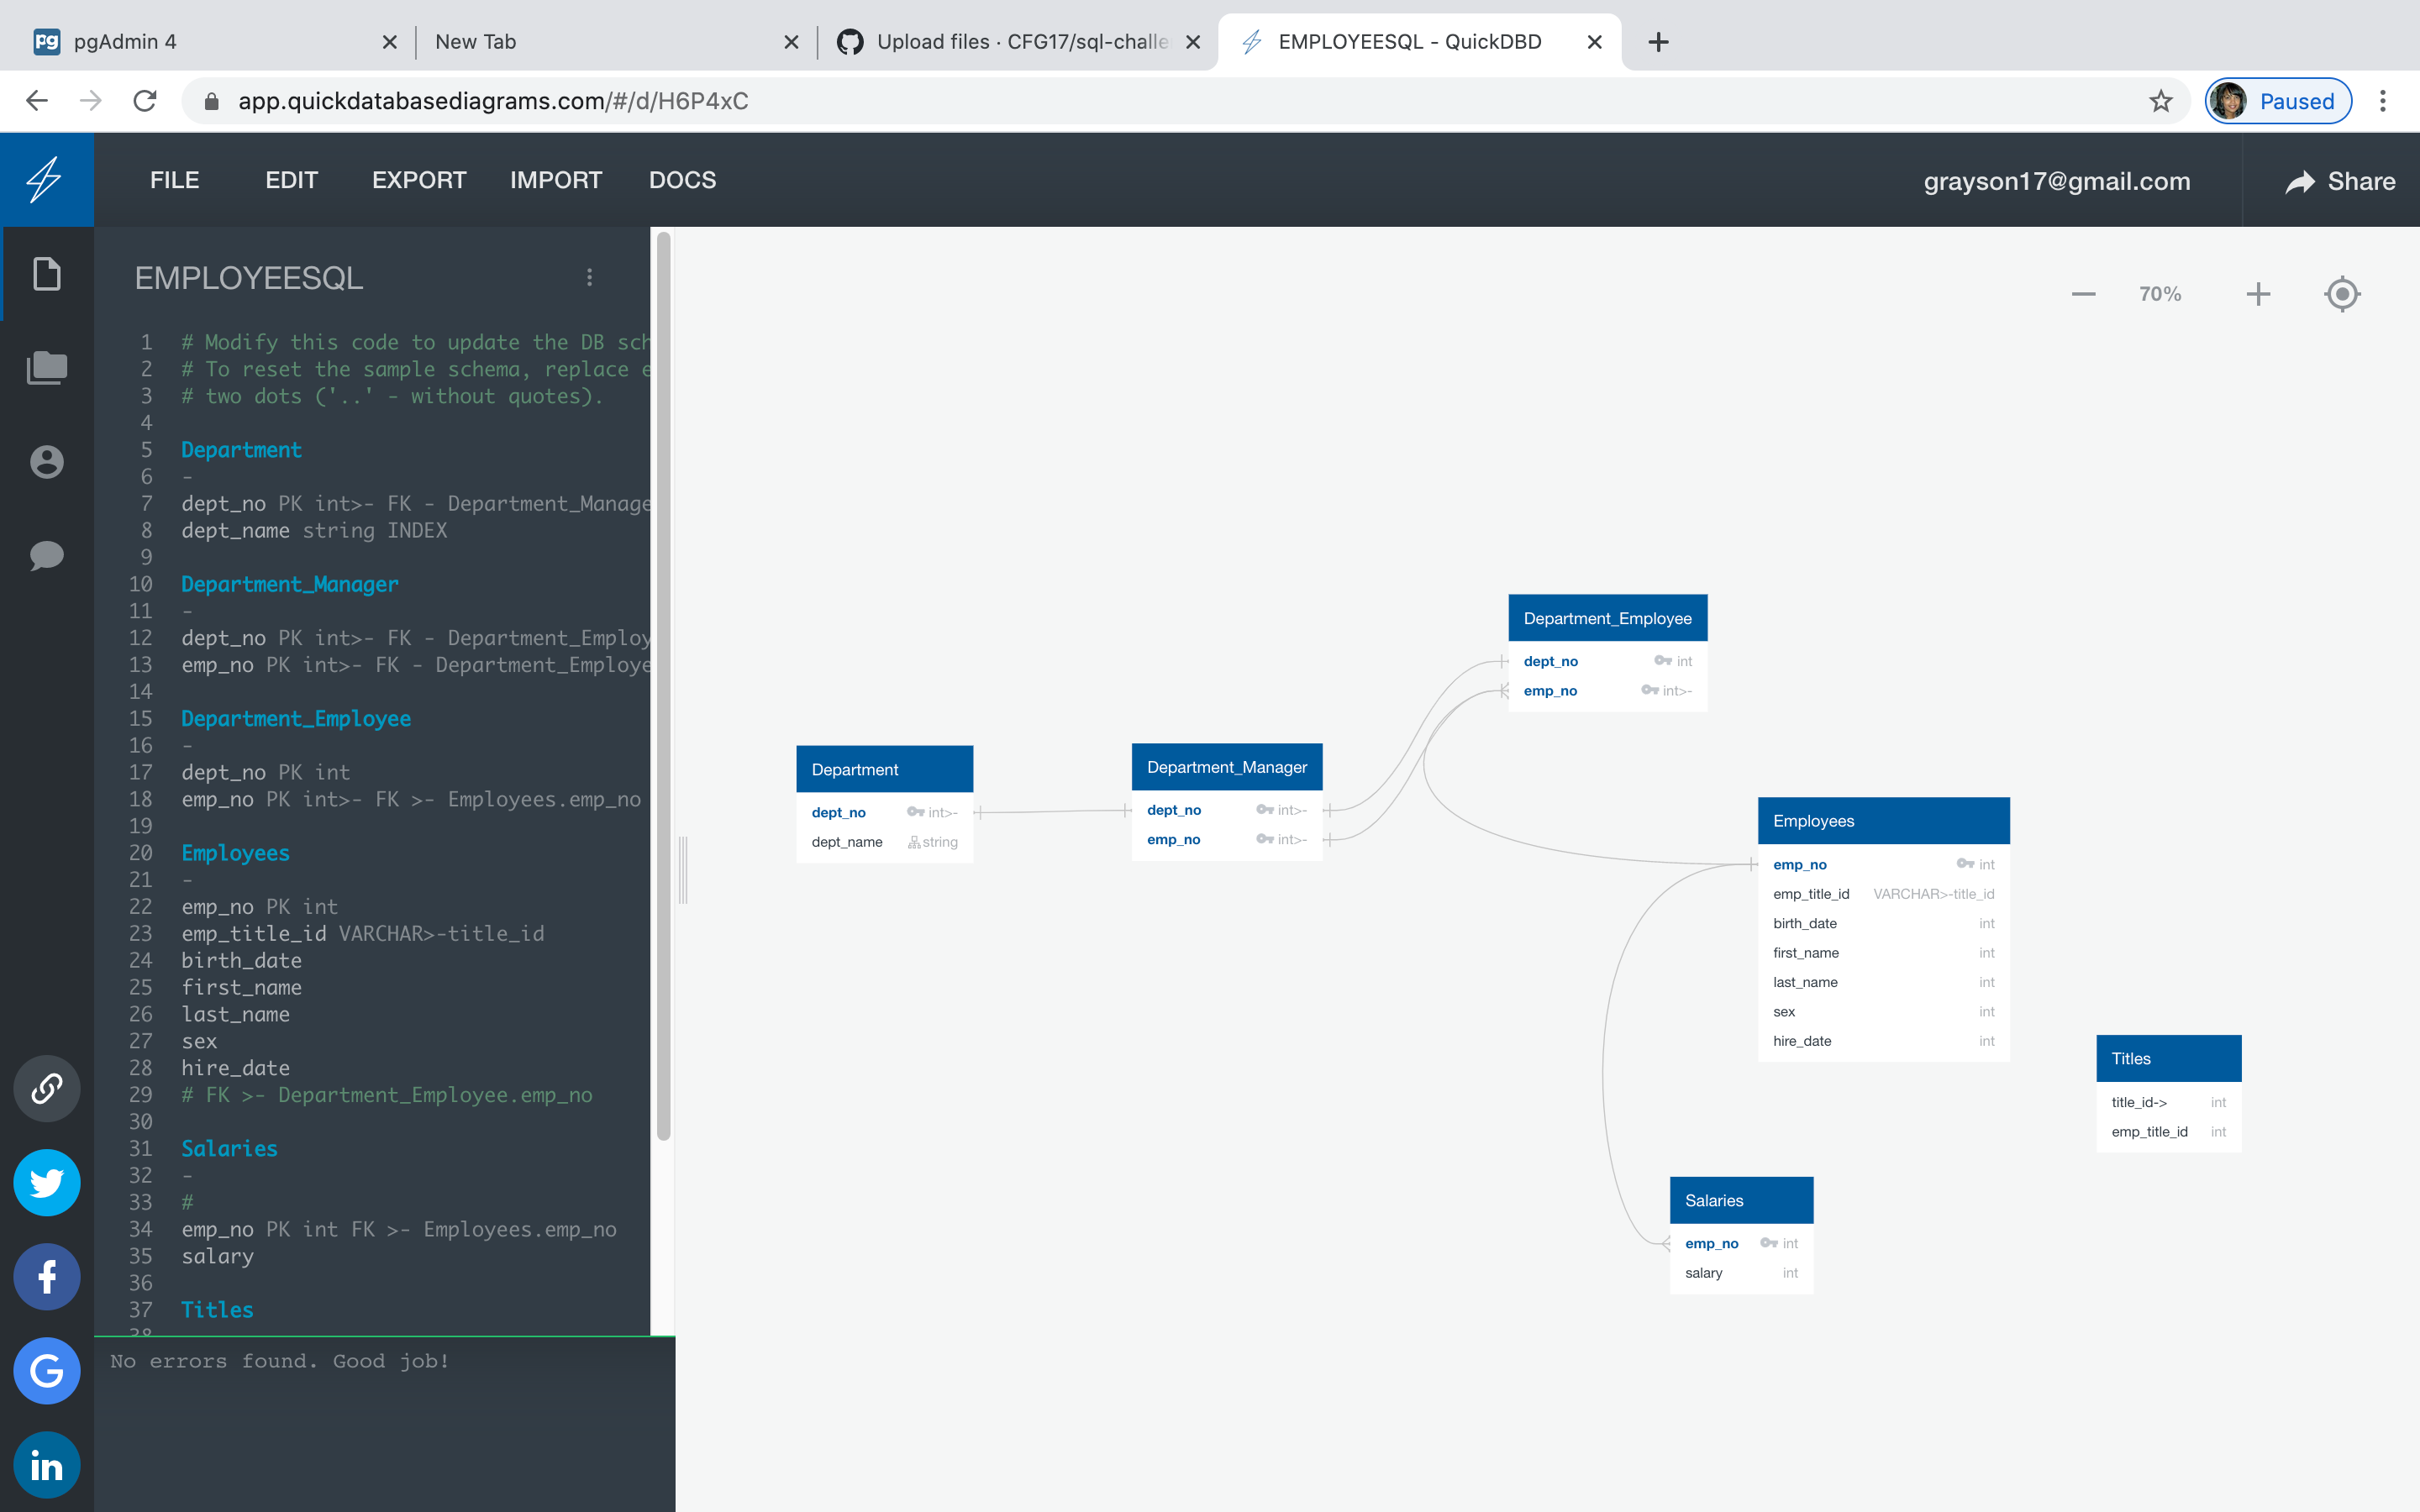 pgAdmin 4
New Tab
Upload files · CFG17/sql-challe
EMPLOYEESQL - QuickDBD
app.quickdatabasediagrams.com/#/d/H6P4xC
Paused
FILE EDIT EXPORT IMPORT DOCS
grayson17@gmail.com
Share
EMPLOYEESQL
1 # Modify this code to update the DB sch
2 # To reset the sample schema, replace e
3 # two dots ('..' - without quotes).
4
5 Department
6 -
7 dept_no PK int>- FK - Department_Manage
8 dept_name string INDEX
9
10 Department_Manager
11 -
12 dept_no PK int>- FK - Department_Employ
13 emp_no PK int>- FK - Department_Employe
14
15 Department_Employee
16 -
17 dept_no PK int
18 emp_no PK int>- FK >- Employees.emp_no
19
20 Employees
21 -
22 emp_no PK int
23 emp_title_id VARCHAR>-title_id
24 birth_date
25 first_name
26 last_name
27 sex
28 hire_date
29 # FK >- Department_Employee.emp_no
30
31 Salaries
32 -
33 #
34 emp_no PK int FK >- Employees.emp_no
35 salary
36
37 Titles
38
No errors found. Good job!
70%
Department
dept_no int>-
dept_name string
Department_Manager
dept_no int>-
emp_no int>-
Department_Employee
dept_no int
emp_no int>-
Employees
emp_no int
emp_title_id VARCHAR>-title_id
birth_date int
first_name int
last_name int
sex int
hire_date int
Titles
title_id-> int
emp_title_id int
Salaries
emp_no int
salary int